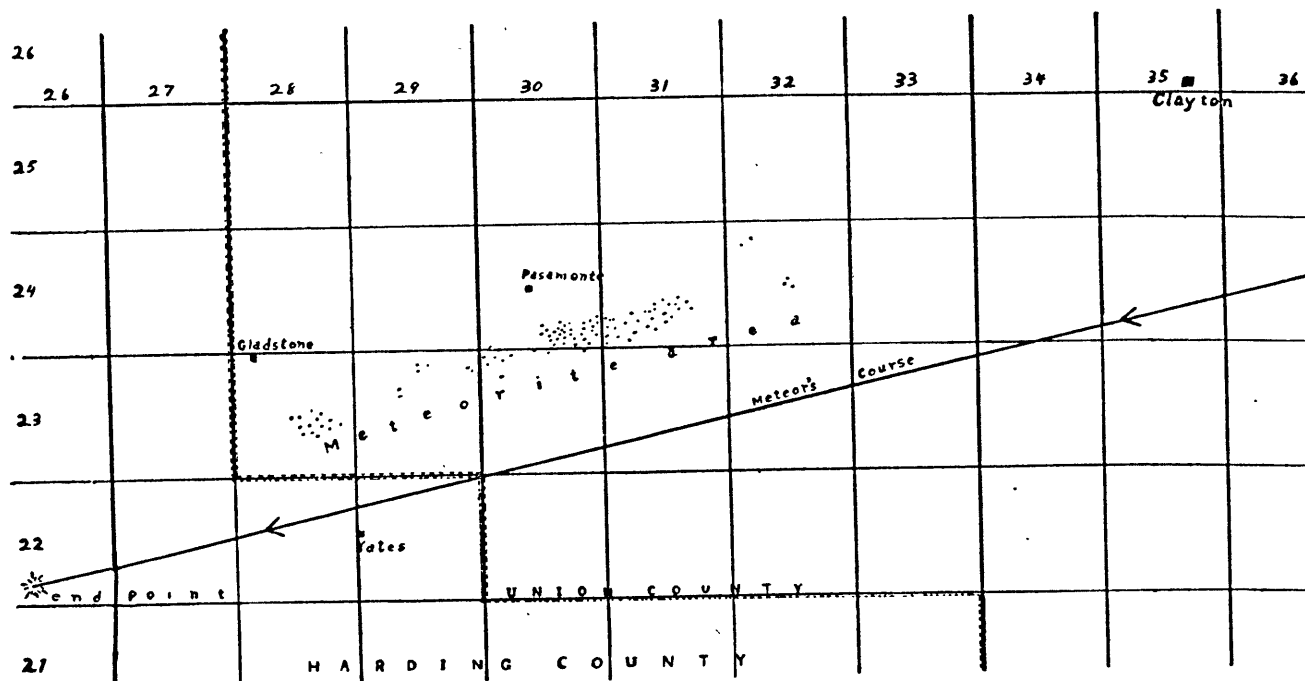 26
26 27 28 29 30 31 32 33 34 35 36
Clayton
25
24
Pasamonte
Gladstone
Meteorite area
Meteor's Course
23
22
Yates
end point
UNION COUNTY
21
HARDING COUNTY